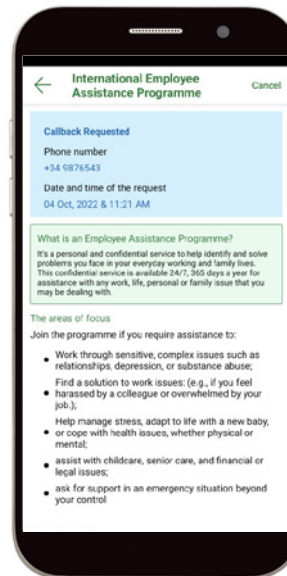 International Employee
Assistance Programme
Cancel
Callback Requested
Phone number
+34 9876543
Date and time of the request
04 Oct, 2022 & 11:21 AM
What is an Employee Assistance Programme?
It's a personal and confidential service to help identify and solve
problems you face in your everyday working and family lives.
This confidential service is available 24/7, 365 days a year for
assistance with any work, life, personal or family issue that you
may be dealing with.
The areas of focus
Join the programme if you require assistance to:
Work through sensitive, complex issues such as
relationships, depression, or substance abuse;
Find a solution to work issues: (e.g., if you feel
harassed by a colleague or overwhelmed by your
job.);
Help manage stress, adapt to life with a new baby,
or cope with health issues, whether physical or
mental;
assist with childcare, senior care, and financial or
legal issues;
ask for support in an emergency situation beyond
your control